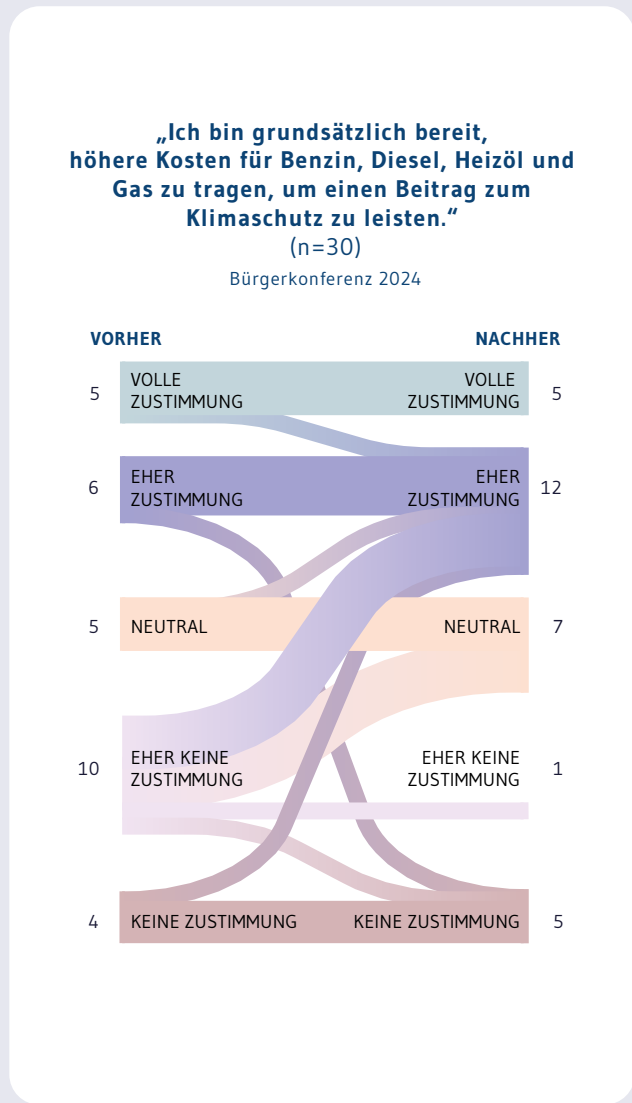 „Ich bin grundsätzlich bereit,
höhere Kosten für Benzin, Diesel, Heizöl und
Gas zu tragen, um einen Beitrag zum
Klimaschutz zu leisten.“
(n=30)
Bürgerkonferenz 2024
VORHER
NACHHER
5
VOLLE
ZUSTIMMUNG
VOLLE
ZUSTIMMUNG
5
6
EHER
ZUSTIMMUNG
EHER
ZUSTIMMUNG
12
5
NEUTRAL
NEUTRAL
7
10
EHER KEINE
ZUSTIMMUNG
EHER KEINE
ZUSTIMMUNG
1
4
KEINE ZUSTIMMUNG
KEINE ZUSTIMMUNG
5